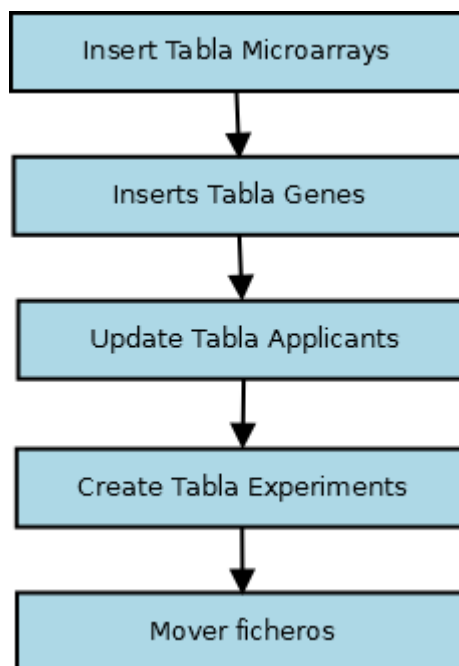 Insert Tabla Microarrays
Inserts Tabla Genes
Update Tabla Applicants
Create Tabla Experiments
Mover ficheros